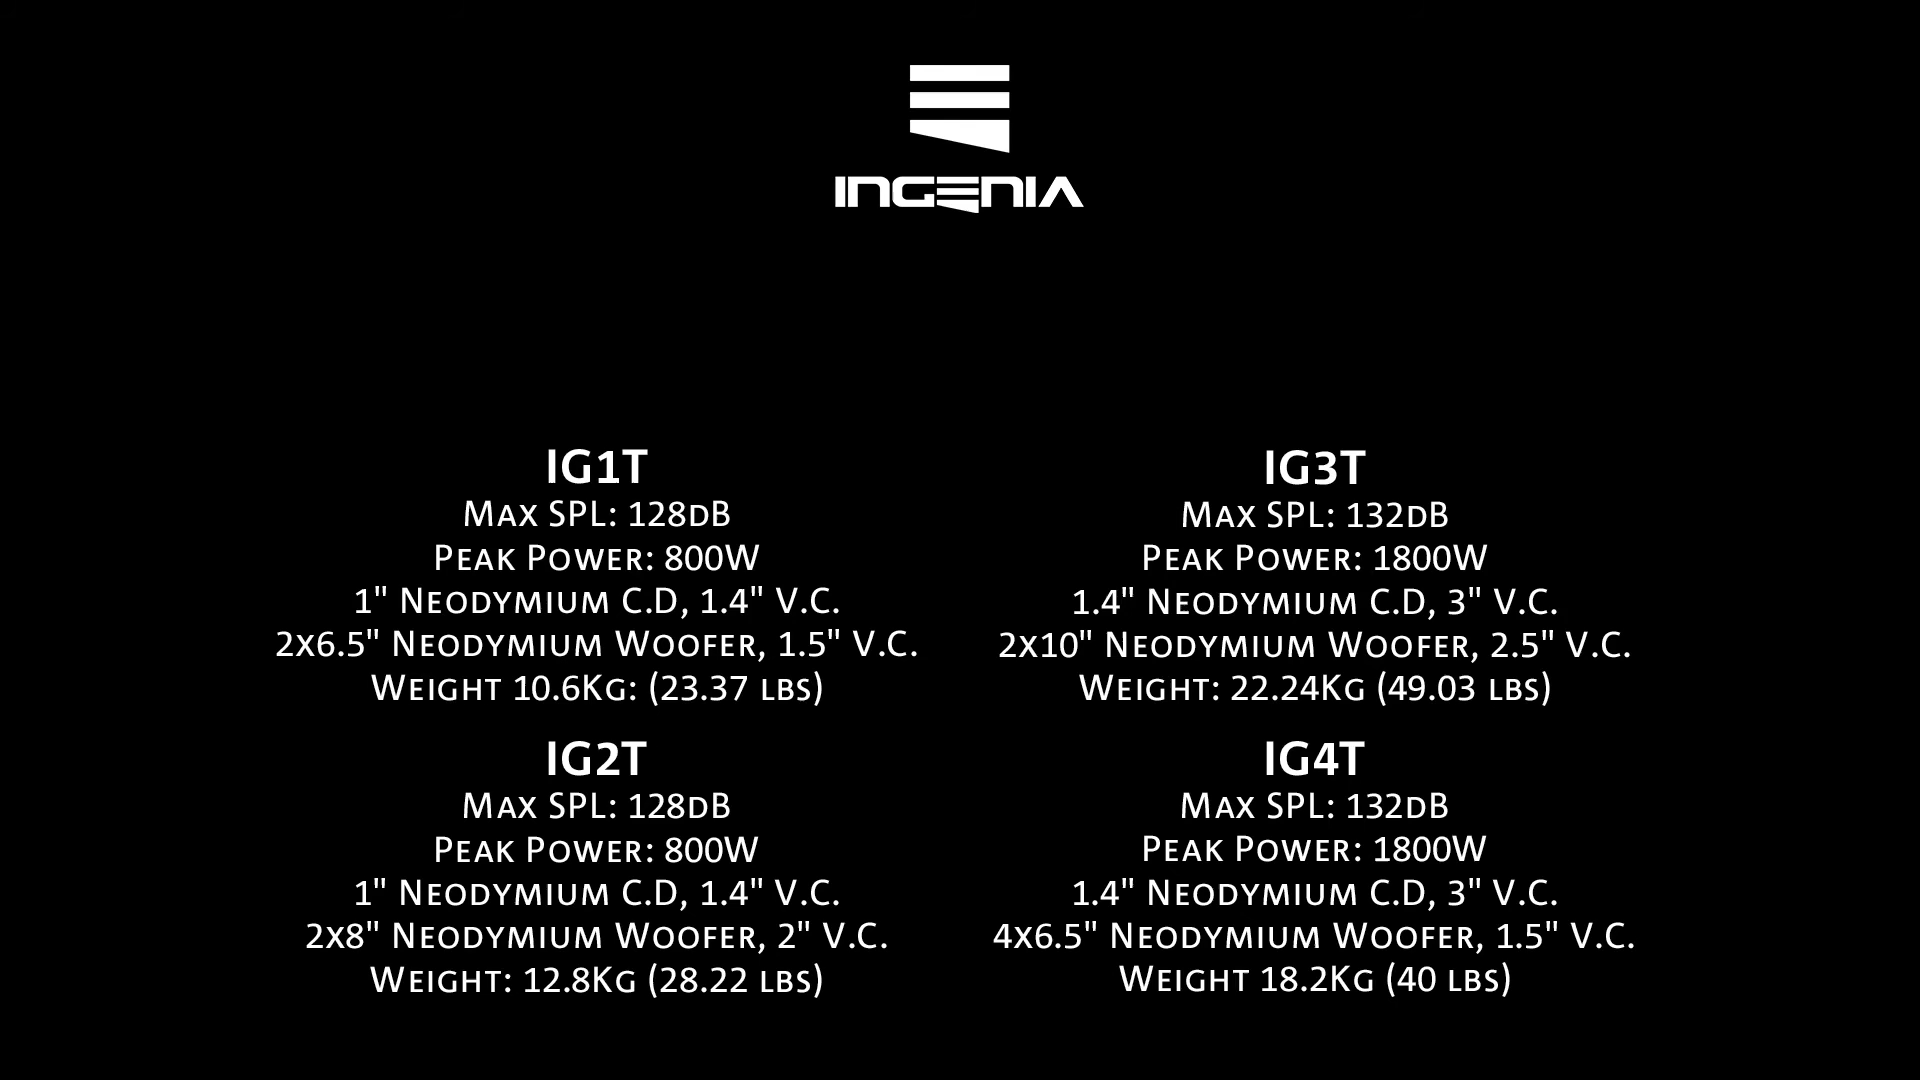 INGENIA
IG1T
Max SPL: 128dB
Peak Power: 800W
1" Neodymium C.D, 1.4" V.C.
2x6.5" Neodymium Woofer, 1.5" V.C.
Weight 10.6Kg: (23.37 lbs)
IG2T
Max SPL: 128dB
Peak Power: 800W
1" Neodymium C.D, 1.4" V.C.
2x8" Neodymium Woofer, 2" V.C.
Weight: 12.8Kg (28.22 lbs)
IG3T
Max SPL: 132dB
Peak Power: 1800W
1.4" Neodymium C.D, 3" V.C.
2x10" Neodymium Woofer, 2.5" V.C.
Weight: 22.24Kg (49.03 lbs)
IG4T
Max SPL: 132dB
Peak Power: 1800W
1.4" Neodymium C.D, 3" V.C.
4x6.5" Neodymium Woofer, 1.5" V.C.
Weight 18.2Kg (40 lbs)